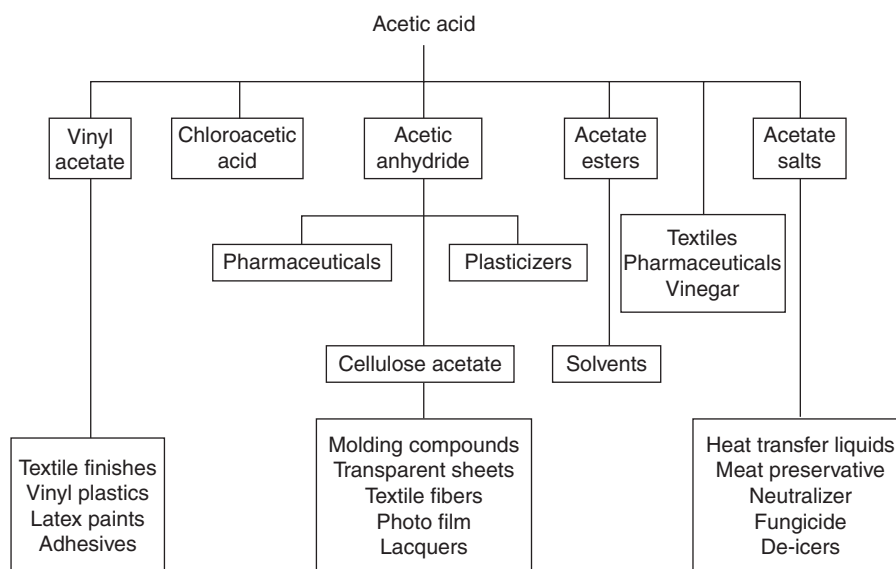 Acetic acid
Vinyl
acetate
Chloroacetic
acid
Acetic
anhydride
Acetate
esters
Acetate
salts
Textiles
Pharmaceuticals
Vinegar
Pharmaceuticals
Plasticizers
Cellulose acetate
Solvents
Textile finishes
Vinyl plastics
Latex paints
Adhesives
Molding compounds
Transparent sheets
Textile fibers
Photo film
Lacquers
Heat transfer liquids
Meat preservative
Neutralizer
Fungicide
De-icers